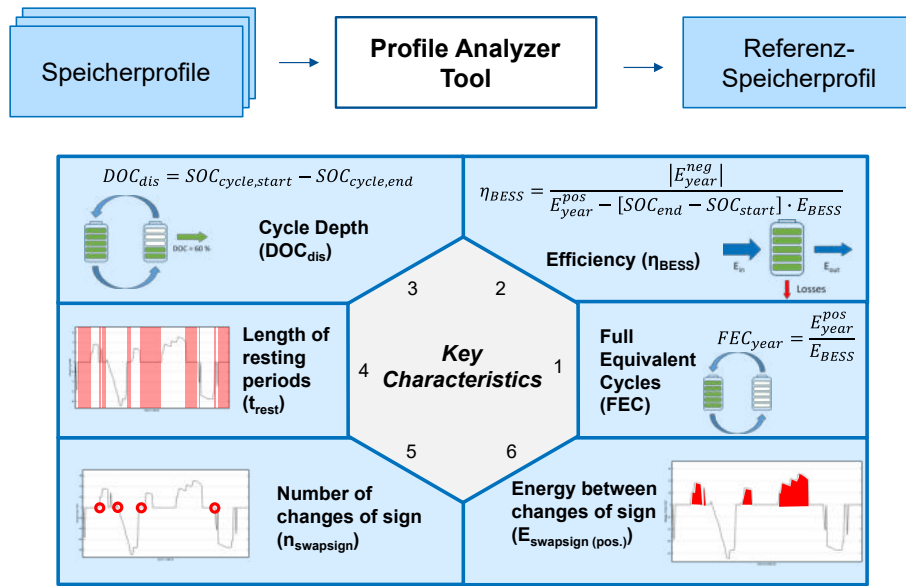 Speicherprofile
Profile Analyzer
Tool
Referenz-
Speicherprofil
DOC_dis = SOC_cycle,start − SOC_cycle,end
Cycle Depth
(DOC_dis)
DOC = 60 %
η_BESS = |E_year^neg| / (E_year^pos − [SOC_end − SOC_start] · E_BESS)
Efficiency (η_BESS)
E_in
E_out
Losses
3
2
Length of
resting
periods
(t_rest)
4
Key
Characteristics
1
Full
Equivalent
Cycles
(FEC)
FEC_year = E_year^pos / E_BESS
5
6
Number of
changes of sign
(n_swapsign)
Energy between
changes of sign
(E_swapsign (pos.))